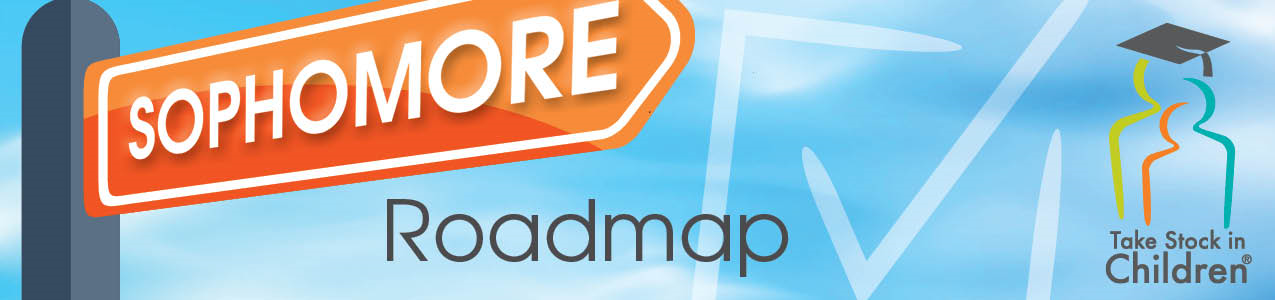 SOPHOMORE
Roadmap
Take Stock in
Children®